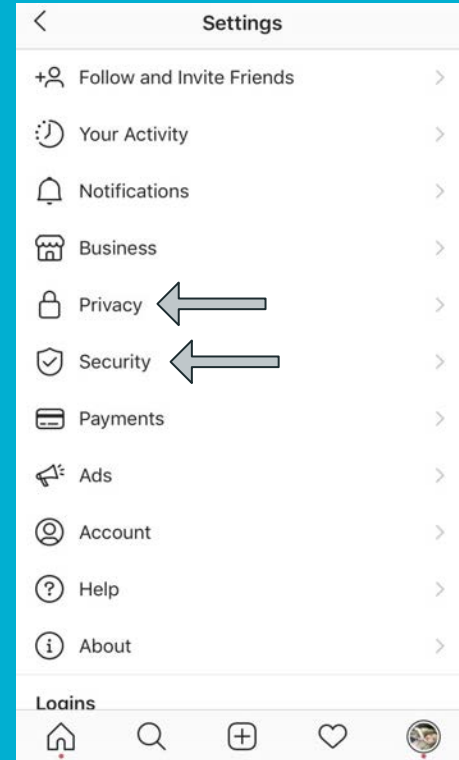 Settings
Follow and Invite Friends
Your Activity
Notifications
Business
Privacy
Security
Payments
Ads
Account
Help
About
Logins